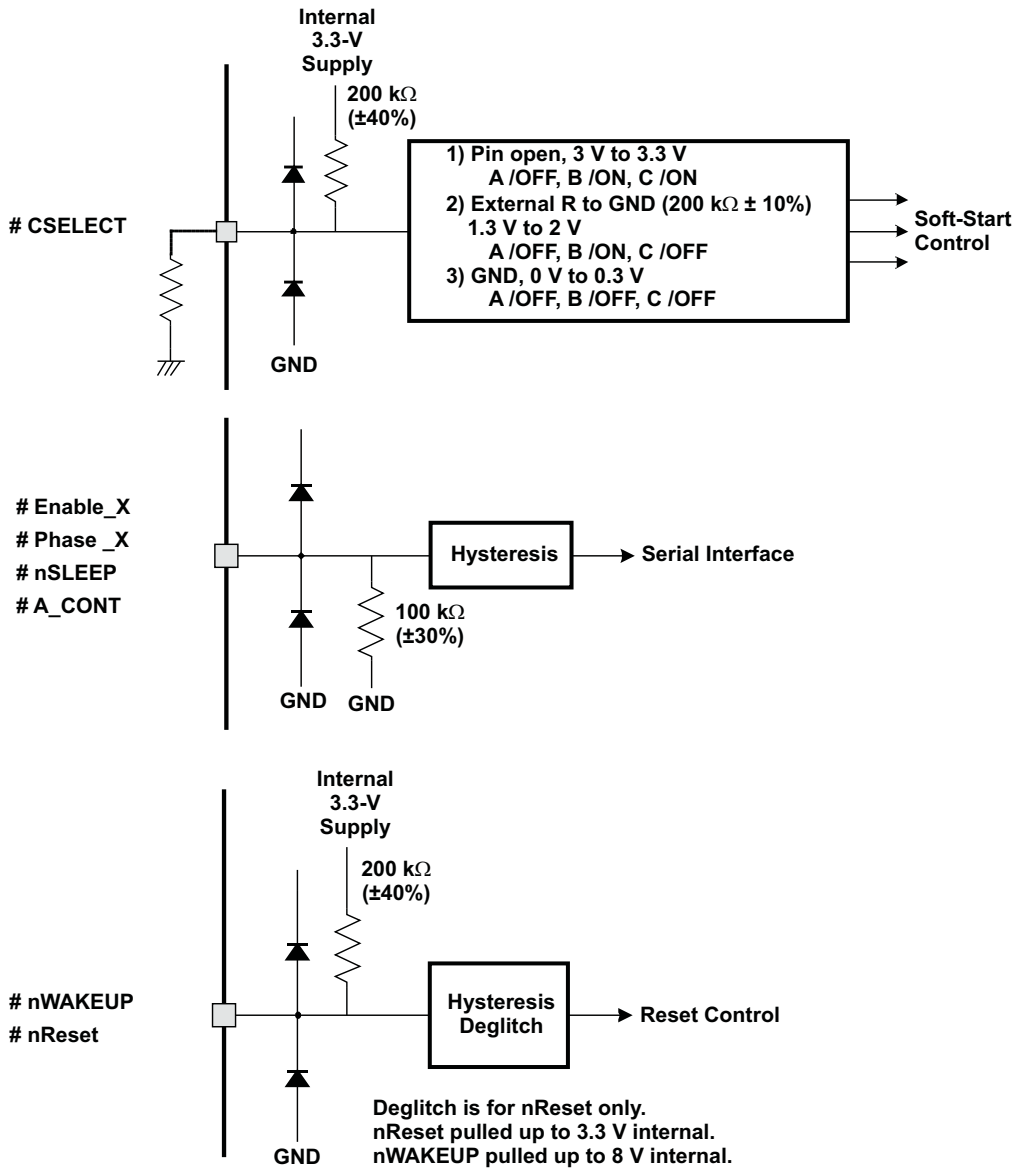 Internal
3.3-V
Supply
200 kΩ
(±40%)
# CSELECT
1) Pin open, 3 V to 3.3 V
A /OFF, B /ON, C /ON
2) External R to GND (200 kΩ ± 10%)
1.3 V to 2 V
A /OFF, B /ON, C /OFF
3) GND, 0 V to 0.3 V
A /OFF, B /OFF, C /OFF
Soft-Start
Control
GND
# Enable_X
# Phase _X
# nSLEEP
# A_CONT
Hysteresis
Serial Interface
100 kΩ
(±30%)
GND
GND
Internal
3.3-V
Supply
200 kΩ
(±40%)
# nWAKEUP
# nReset
Hysteresis
Deglitch
Reset Control
GND
Deglitch is for nReset only.
nReset pulled up to 3.3 V internal.
nWAKEUP pulled up to 8 V internal.